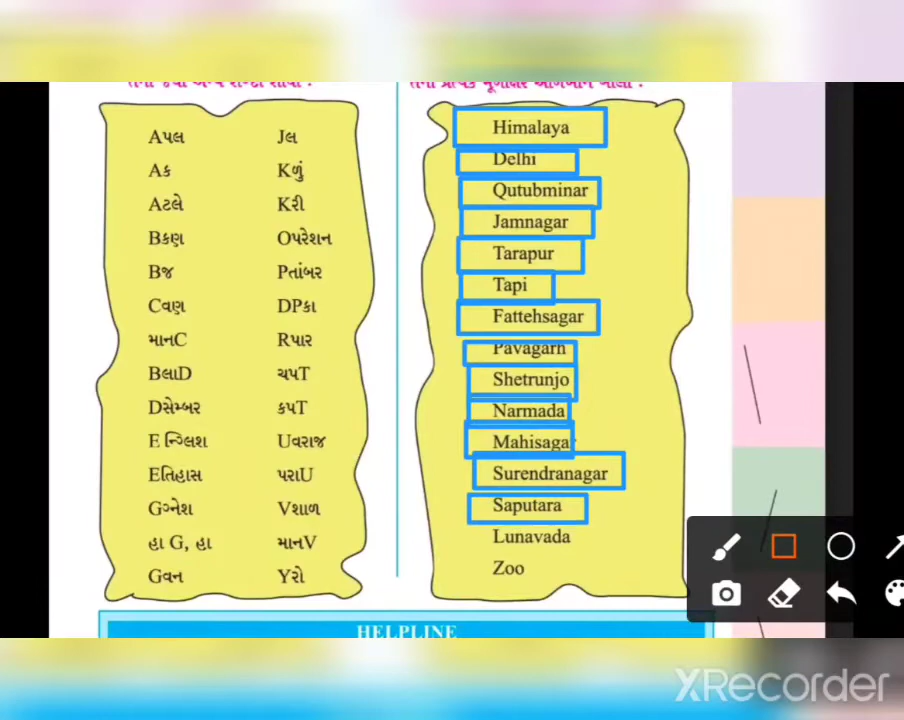 Aપલ
Aક
Aટલે
Bકણ
Bજ
Cવણ
માનC
BલાD
Dસેમ્બર
E ન્ગ્લિશ
Eતિહાસ
Gગ્નેશ
હા G, હા
Gવન
Jલ
Kળું
Kરી
Oપરેશન
Pતાંબર
DPકા
Rપાર
ચપT
કપT
Uવરાજ
પરાU
Vશાળ
માનV
Yરો
Himalaya
Delhi
Qutubminar
Jamnagar
Tarapur
Tapi
Fattehsagar
Pavagarh
Shetrunjo
Narmada
Mahisagar
Surendranagar
Saputara
Lunavada
Zoo
HELPLINE
XRecorder